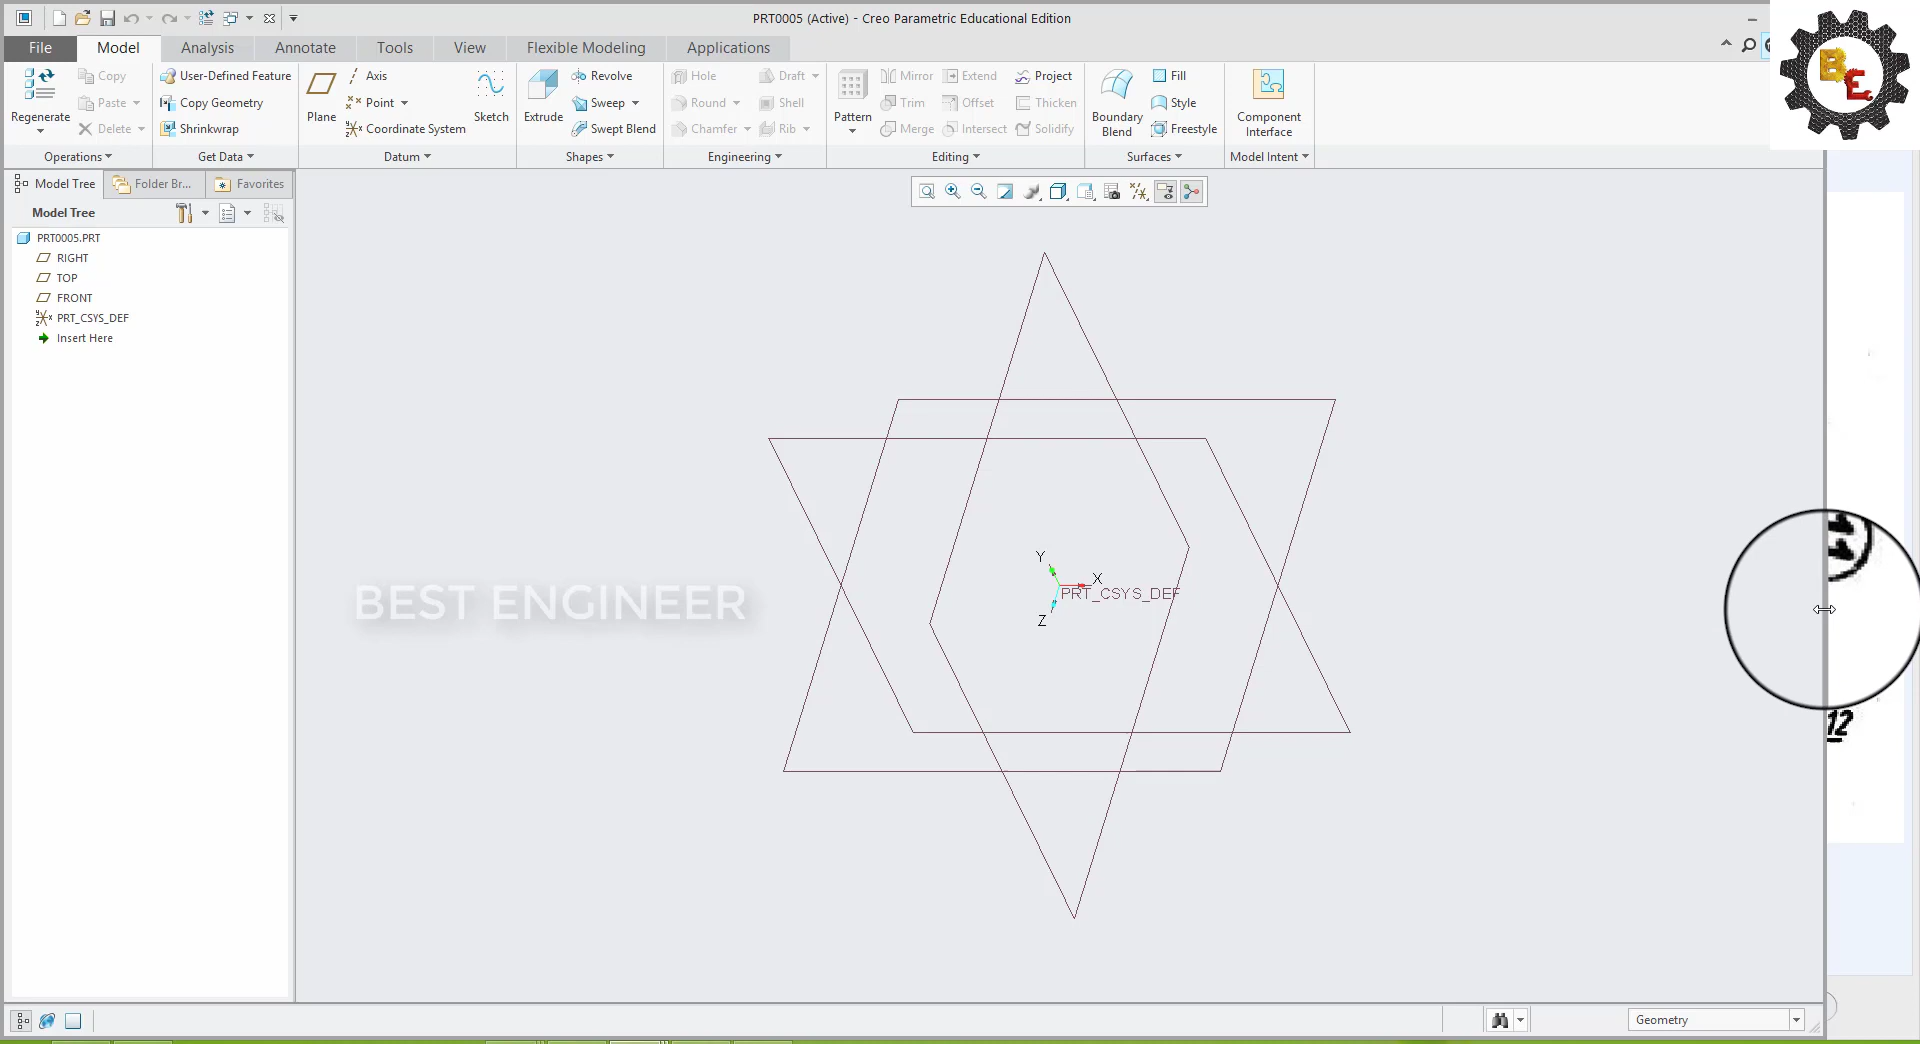 PRT0005 (Active) - Creo Parametric Educational Edition
File Model Analysis Annotate Tools View Flexible Modeling Applications
Copy User-Defined Feature Axis Revolve Hole Draft Mirror Extend Project Fill
Paste Copy Geometry Point Sweep Round Shell Trim Offset Thicken Style
Regenerate Plane Sketch Extrude Pattern Boundary Blend Component Interface
Delete Shrinkwrap Coordinate System Swept Blend Chamfer Rib Merge Intersect Solidify Freestyle
Operations Get Data Datum Shapes Engineering Editing Surfaces Model Intent
BE
Model Tree Folder Br... Favorites
Model Tree
PRT0005.PRT
RIGHT
TOP
FRONT
PRT_CSYS_DEF
Insert Here
Y
X
PRT_CSYS_DEF
Z
BEST ENGINEER
12
Geometry